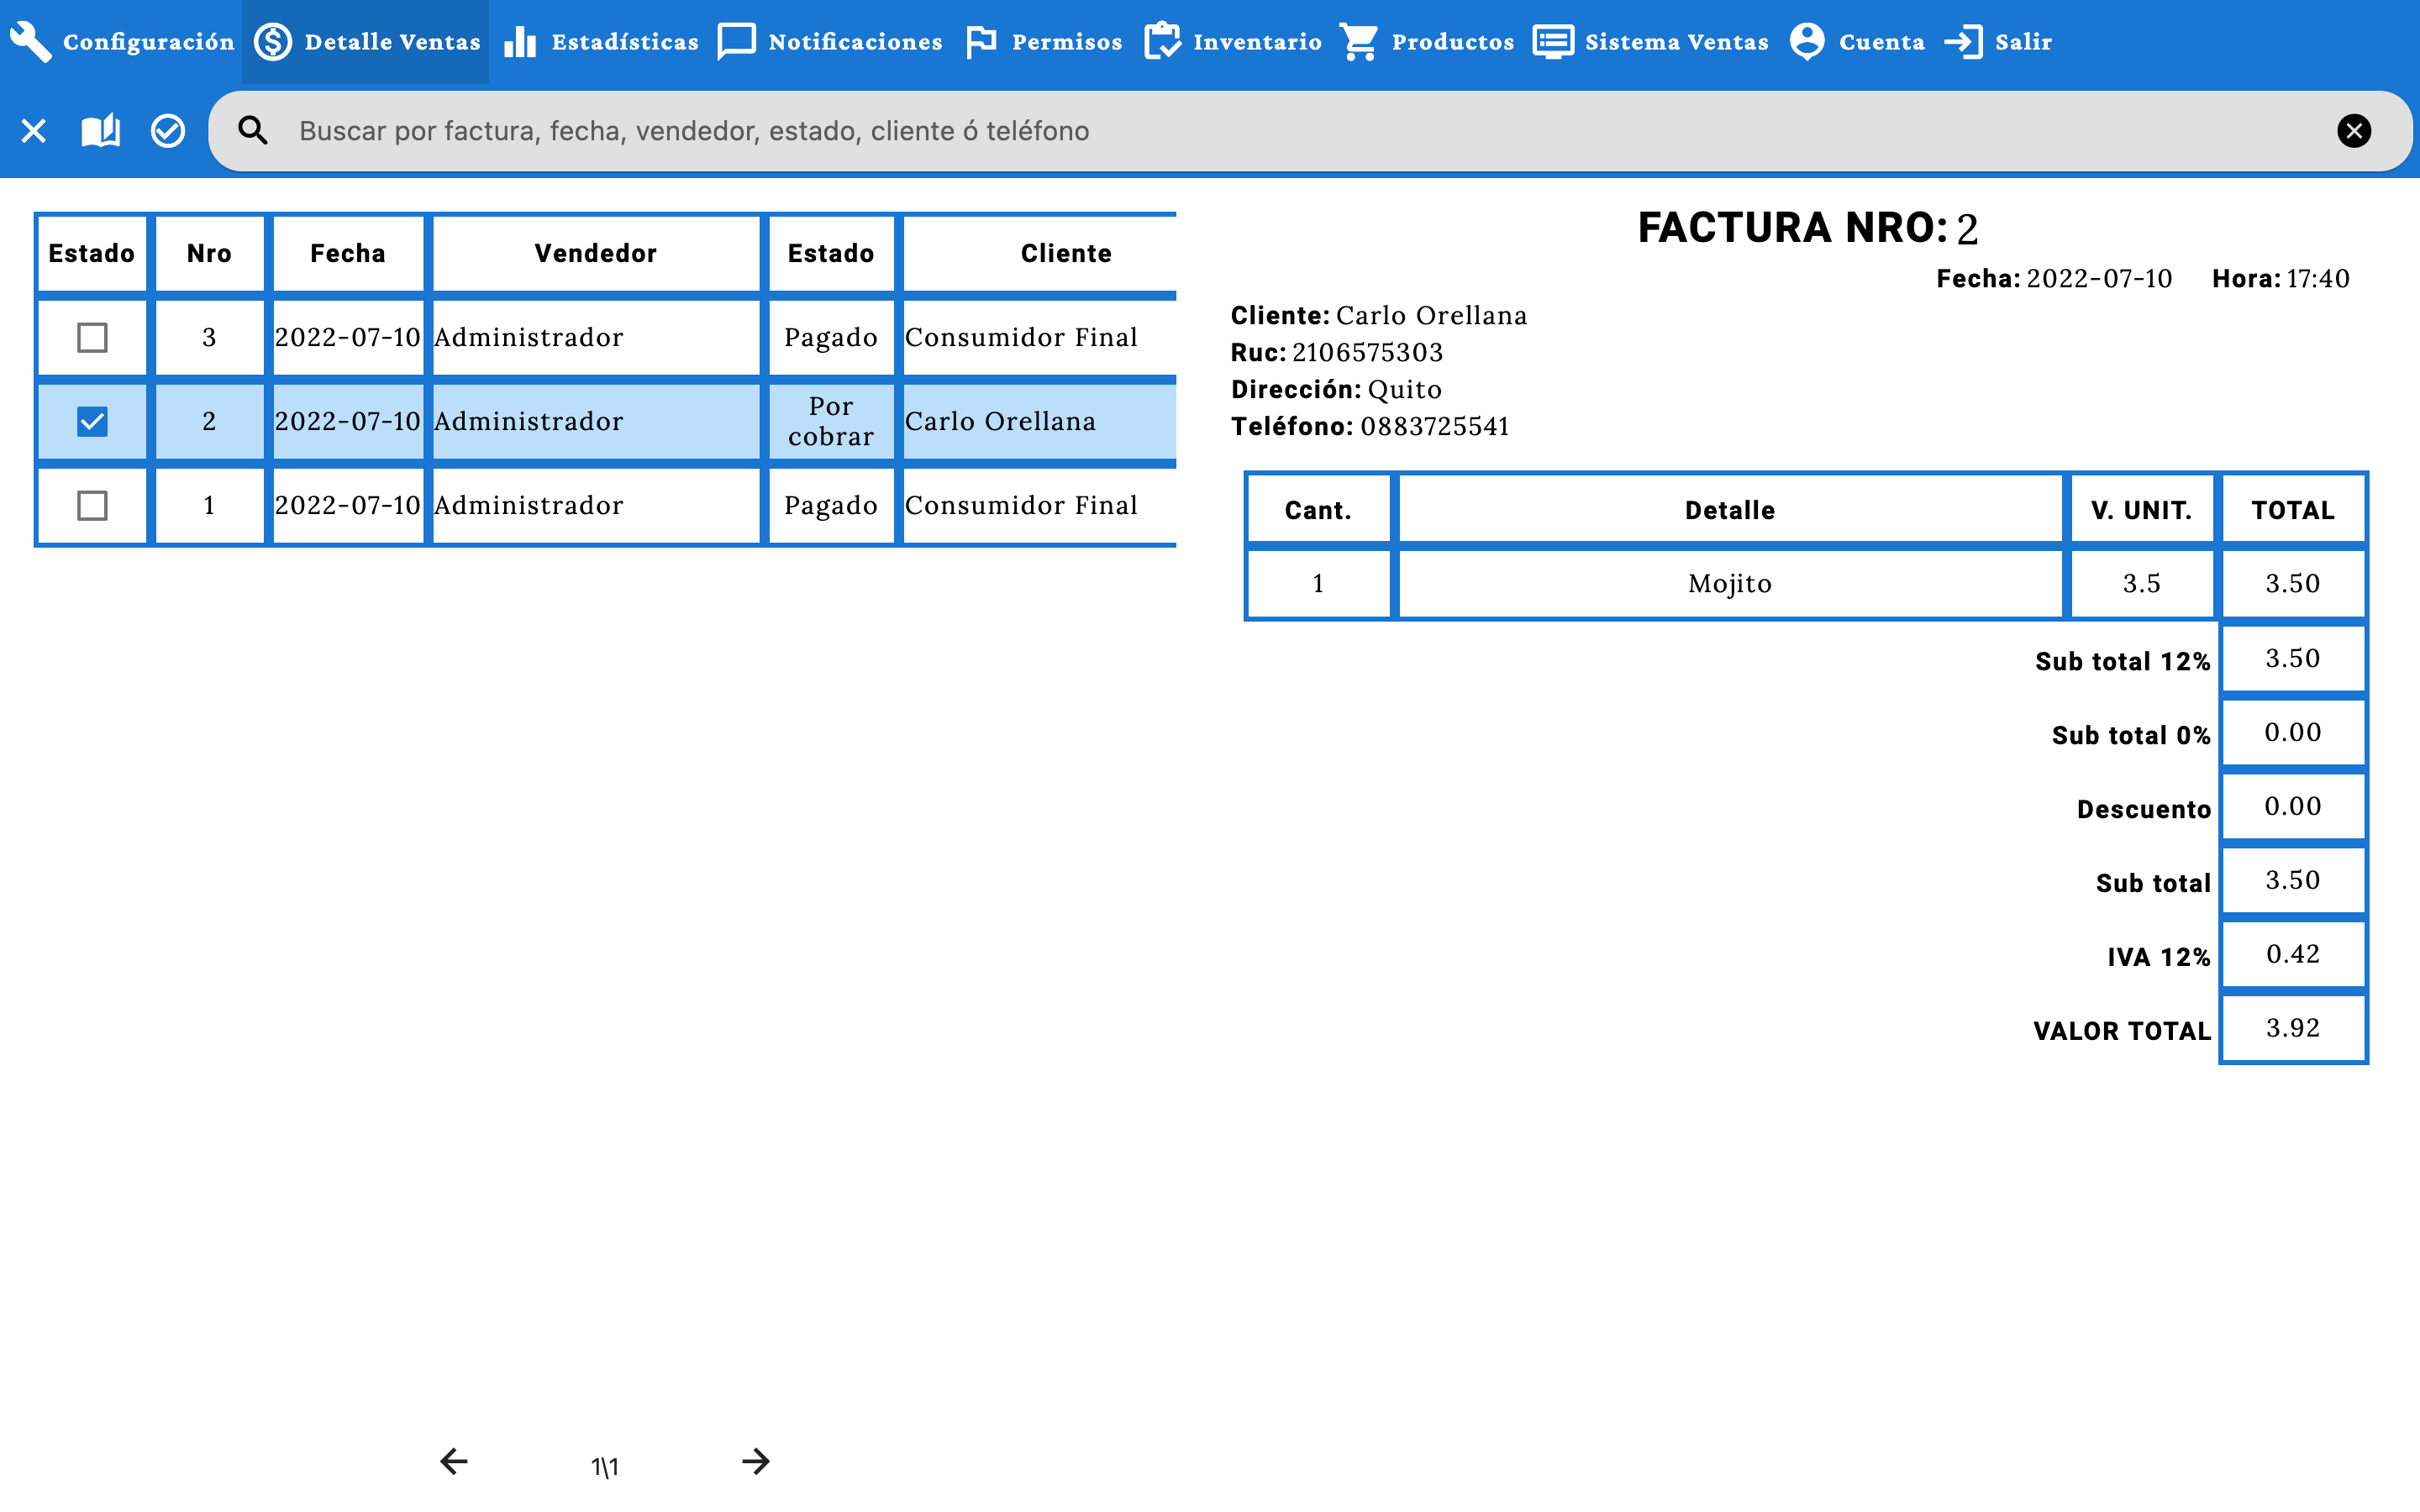 Configuración Detalle Ventas Estadísticas Notificaciones Permisos Inventario Productos Sistema Ventas Cuenta Salir
Buscar por factura, fecha, vendedor, estado, cliente ó teléfono
Estado Nro Fecha Vendedor Estado Cliente
3 2022-07-10 Administrador Pagado Consumidor Final
2 2022-07-10 Administrador Por cobrar Carlo Orellana
1 2022-07-10 Administrador Pagado Consumidor Final
1\1
FACTURA NRO: 2
Fecha: 2022-07-10 Hora: 17:40
Cliente: Carlo Orellana
Ruc: 2106575303
Dirección: Quito
Teléfono: 0883725541
Cant. Detalle V. UNIT. TOTAL
1 Mojito 3.5 3.50
Sub total 12% 3.50
Sub total 0% 0.00
Descuento 0.00
Sub total 3.50
IVA 12% 0.42
VALOR TOTAL 3.92